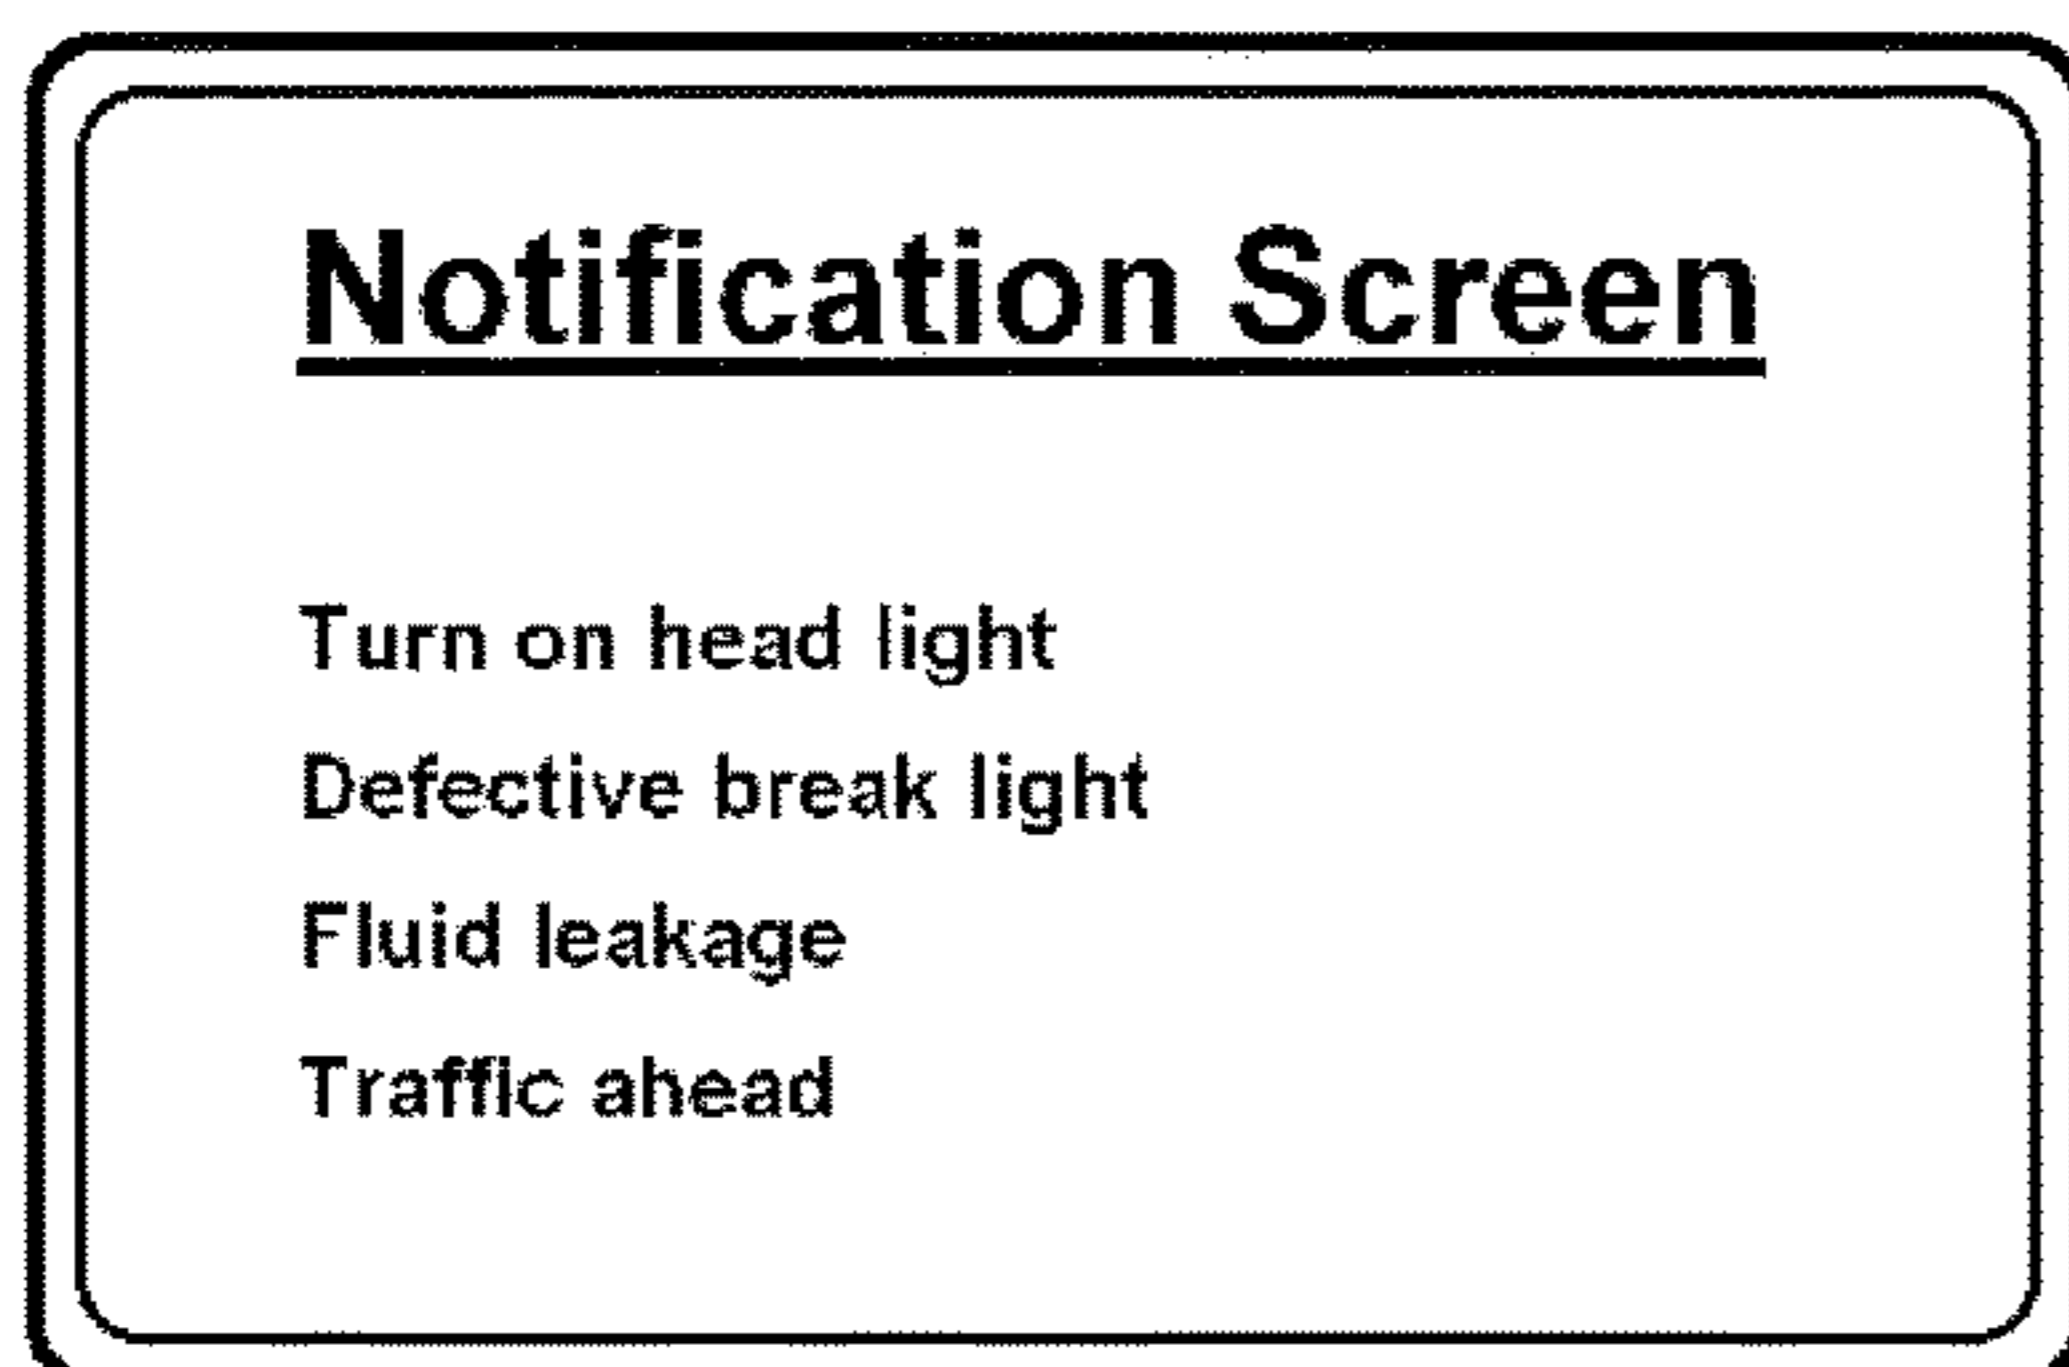 Notification Screen
Turn on head light
Defective break light
Fluid leakage
Traffic ahead